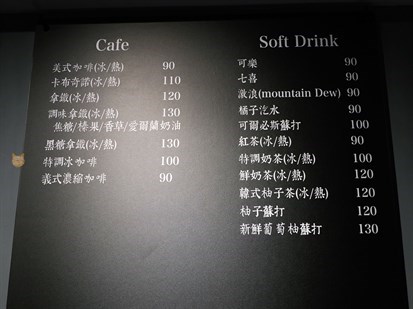 Cafe
美式咖啡(冰/熱) 90
卡布奇諾(冰/熱) 110
拿鐵(冰/熱) 120
調味拿鐵(冰/熱) 130
焦糖/榛果/香草/愛爾蘭奶油
黑糖拿鐵(冰/熱) 130
特調冰咖啡 100
義式濃縮咖啡 90
Soft Drink
可樂 90
七喜 90
激浪(mountain Dew) 90
橘子汽水 90
可爾必斯蘇打 100
紅茶(冰/熱) 90
特調奶茶(冰/熱) 100
鮮奶茶(冰/熱) 120
韓式柚子茶(冰/熱) 120
柚子蘇打 120
新鮮葡萄柚蘇打 130